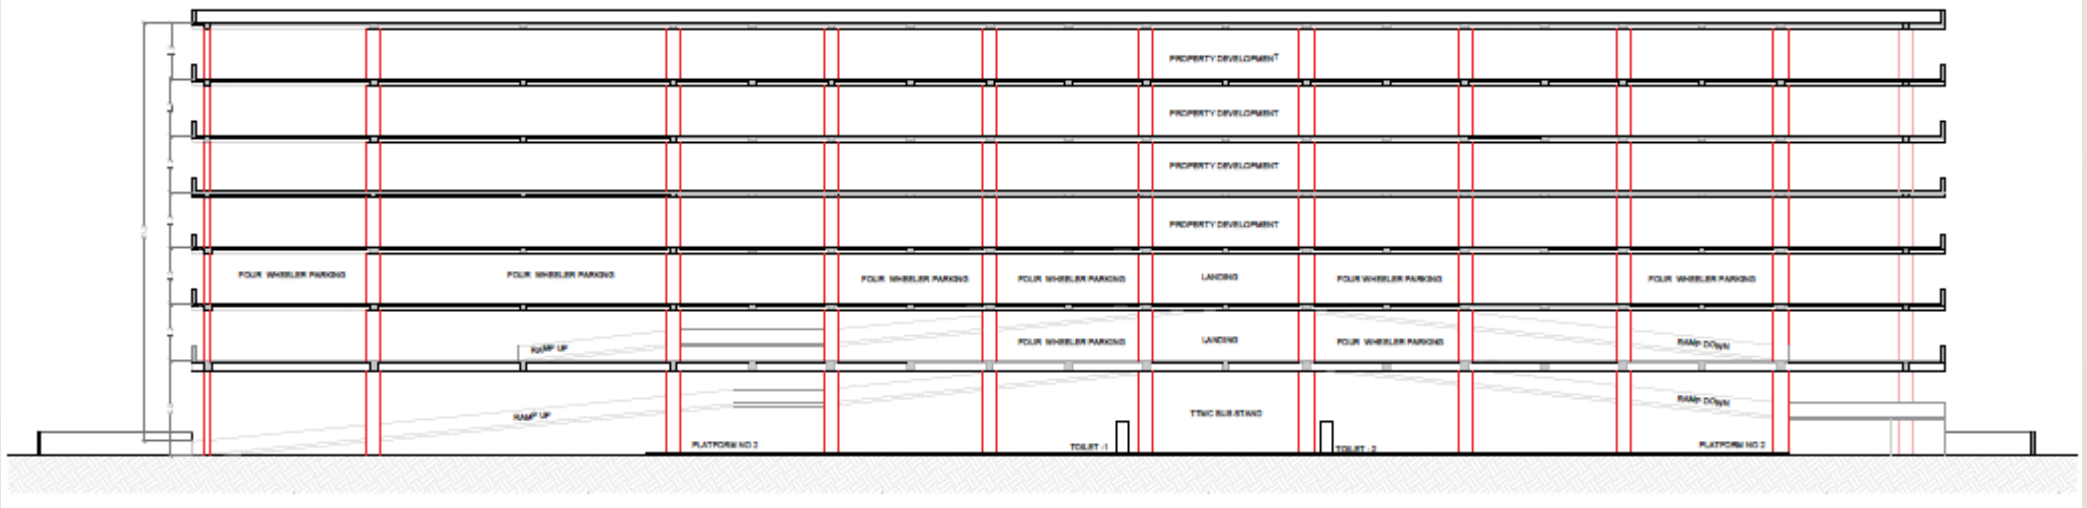 PROPERTY DEVELOPMENT
PROPERTY DEVELOPMENT
PROPERTY DEVELOPMENT
PROPERTY DEVELOPMENT
FOUR WHEELER PARKING FOUR WHEELER PARKING FOUR WHEELER PARKING FOUR WHEELER PARKING LANDING FOUR WHEELER PARKING FOUR WHEELER PARKING
RAMP UP FOUR WHEELER PARKING LANDING FOUR WHEELER PARKING RAMP DOWN
RAMP UP TTMC BUS STAND RAMP DOWN
PLATFORM NO 2 TOILET -1 TOILET - 2 PLATFORM NO 2